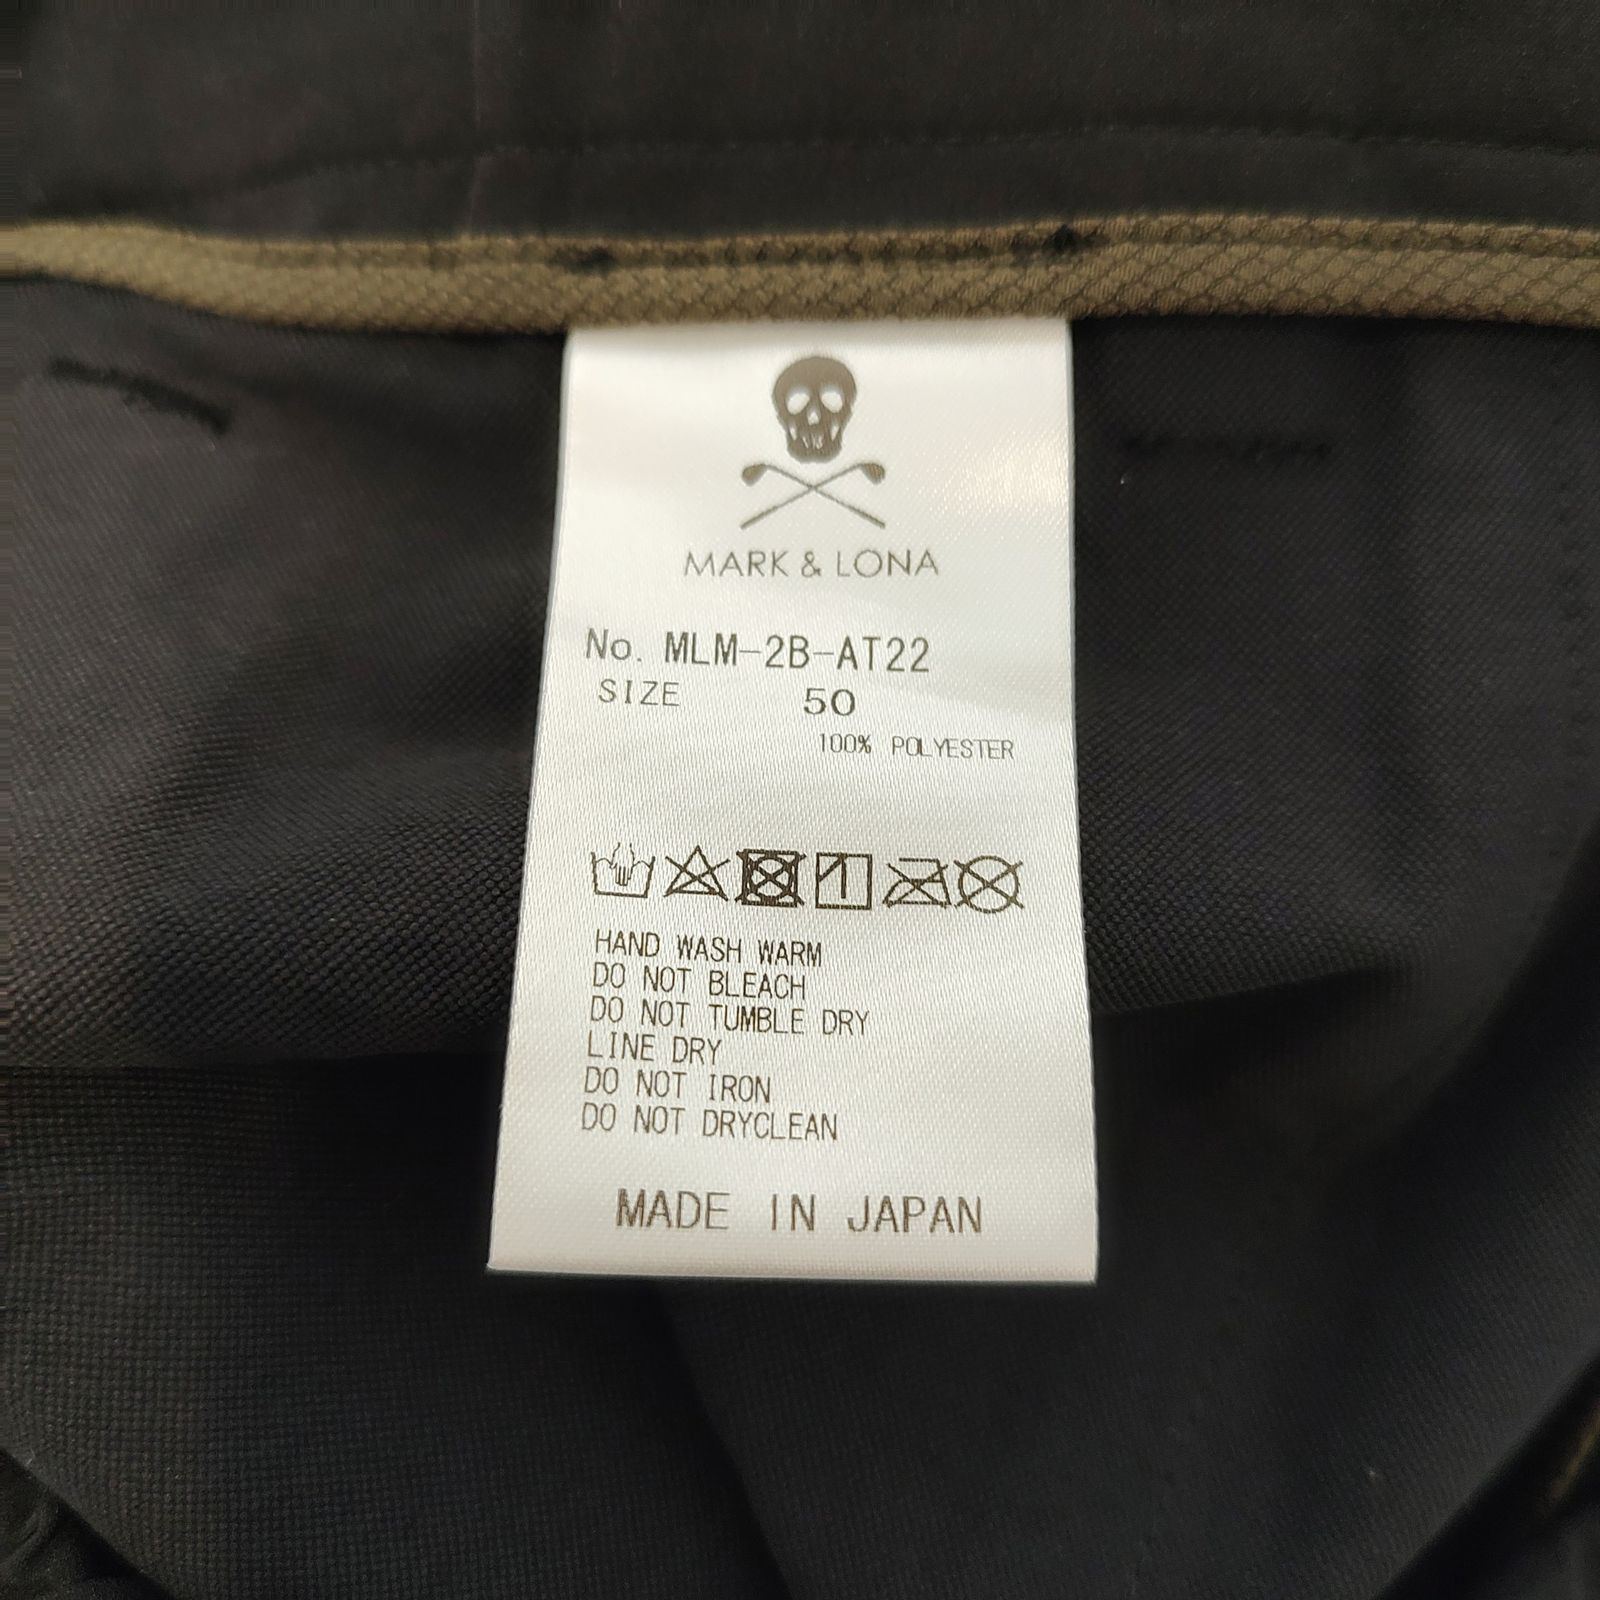 MARK & LONA
No. MLM-2B-AT22
SIZE 50
100% POLYESTER
HAND WASH WARM
DO NOT BLEACH
DO NOT TUMBLE DRY
LINE DRY
DO NOT IRON
DO NOT DRYCLEAN
MADE IN JAPAN